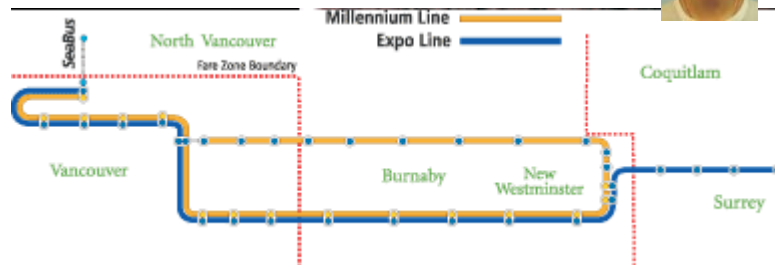 Millennium Line
Expo Line
SeaBus
North Vancouver
Fare Zone Boundary
Coquitlam
Vancouver
Burnaby
New
Westminster
Surrey